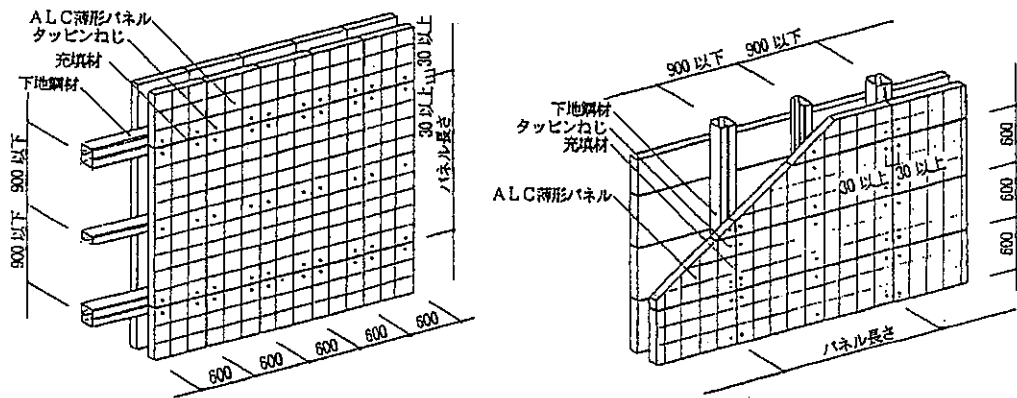 ALC薄形パネル
タッピンねじ
充填材
下地鋼材
900以下
900以下
30以上
30以上
パネル長さ
600
600
600
600
900以下
900以下
下地鋼材
タッピンねじ
充填材
ALC薄形パネル
30以上
30以上
600
600
600
パネル長さ